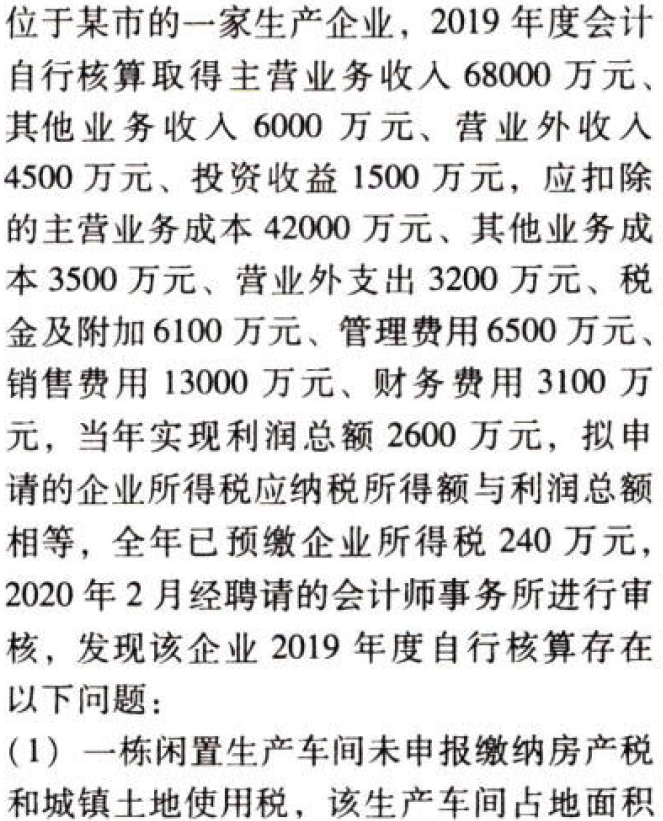 位于某市的一家生产企业，2019 年度会计
自行核算取得主营业务收入 68000 万元、
其他业务收入 6000 万元、营业外收入
4500 万元、投资收益 1500 万元，应扣除
的主营业务成本 42000 万元、其他业务成
本 3500 万元、营业外支出 3200 万元、税
金及附加 6100 万元、管理费用 6500 万元、
销售费用 13000 万元、财务费用 3100 万
元，当年实现利润总额 2600 万元，拟申
请的企业所得税应纳税所得额与利润总额
相等，全年已预缴企业所得税 240 万元，
2020 年 2 月经聘请的会计师事务所进行审
核，发现该企业 2019 年度自行核算存在
以下问题：
(1) 一栋闲置生产车间未申报缴纳房产税
和城镇土地使用税，该生产车间占地面积